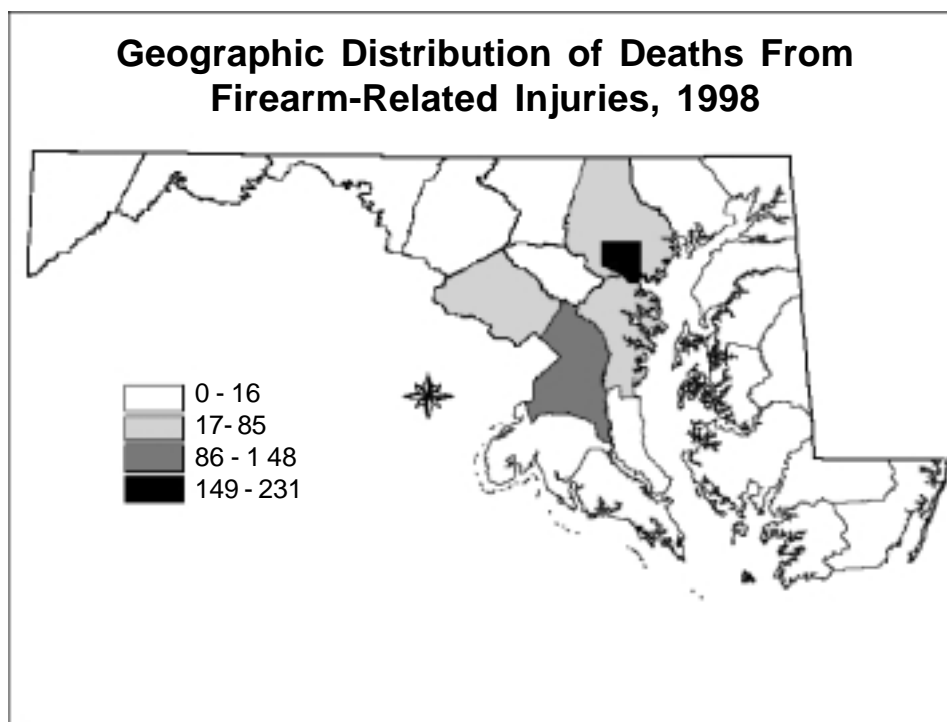 Geographic Distribution of Deaths From
Firearm-Related Injuries, 1998
0 - 16
17- 85
86 - 1 48
149 - 231